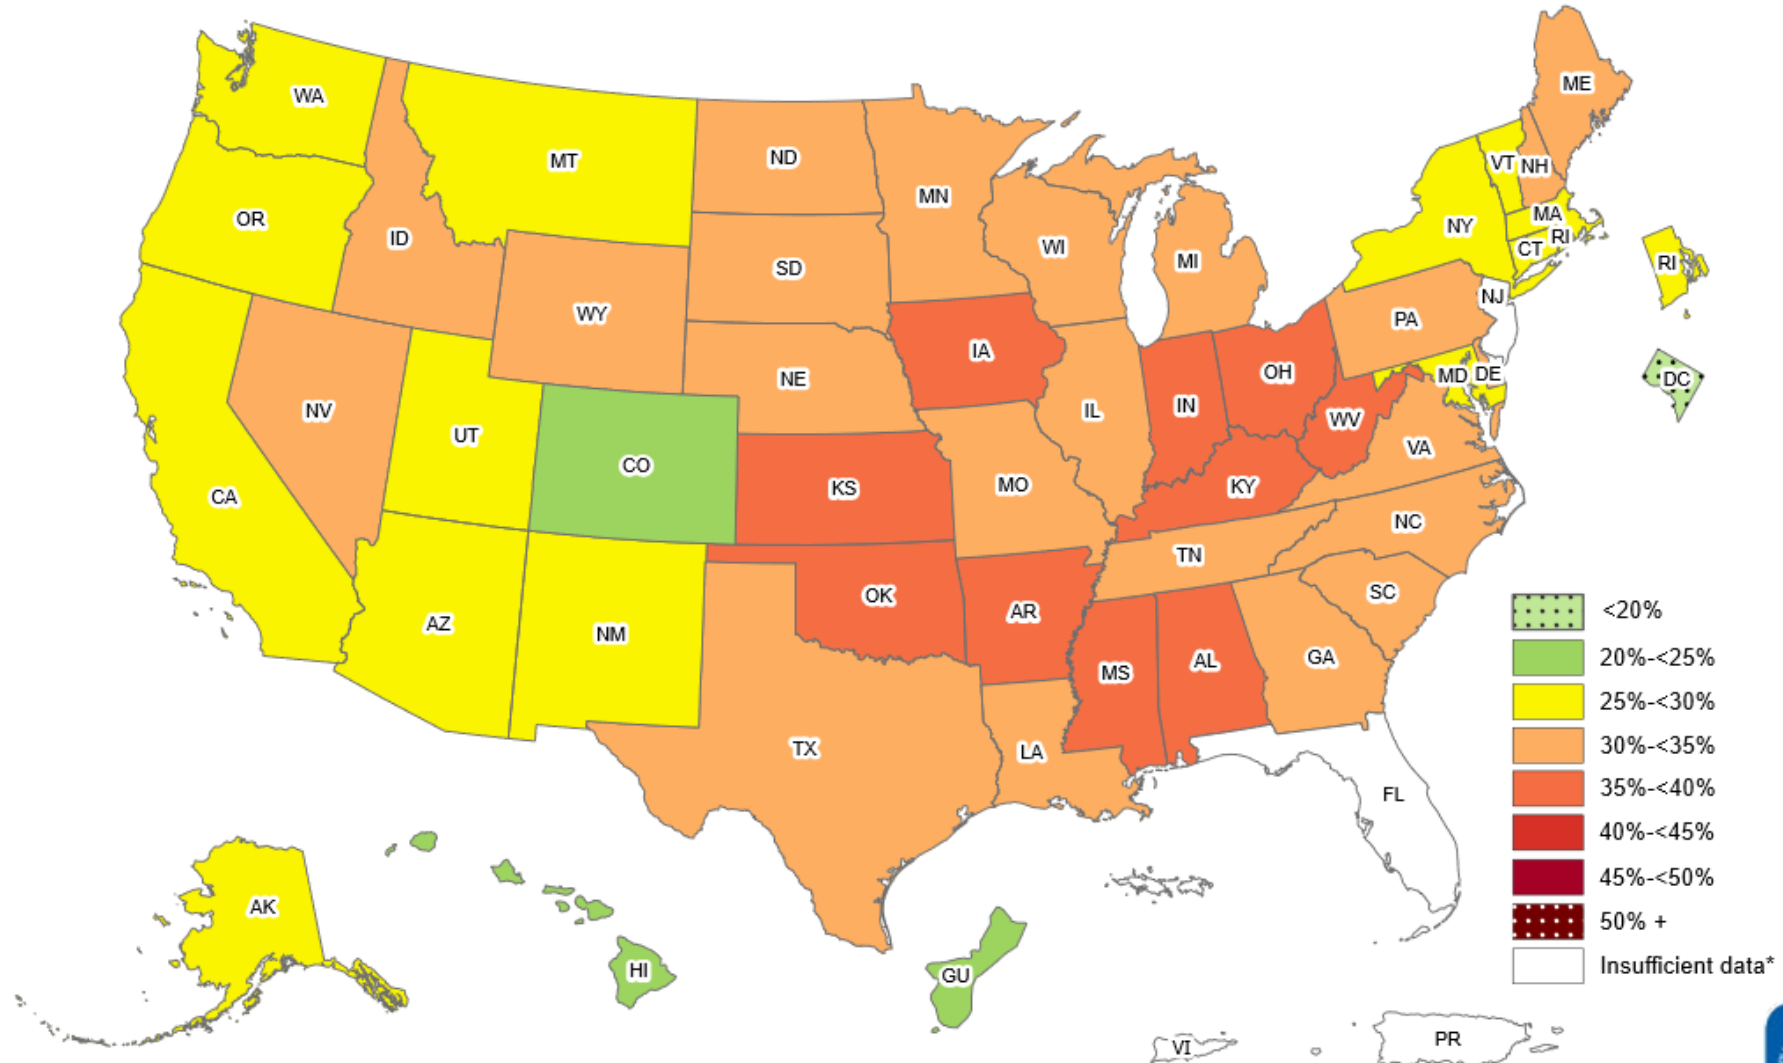 WA
MT
ND
MN
ME
OR
ID
SD
WI
MI
VT
NH
NY
MA
CT
RI
RI
WY
NJ
PA
IA
NE
NV
UT
CO
IL
IN
OH
MD
DE
DC
WV
VA
CA
KS
MO
KY
NC
TN
AZ
NM
OK
AR
SC
MS
AL
GA
TX
LA
FL
AK
HI
GU
VI
PR
<20%
20%-<25%
25%-<30%
30%-<35%
35%-<40%
40%-<45%
45%-<50%
50% +
Insufficient data*